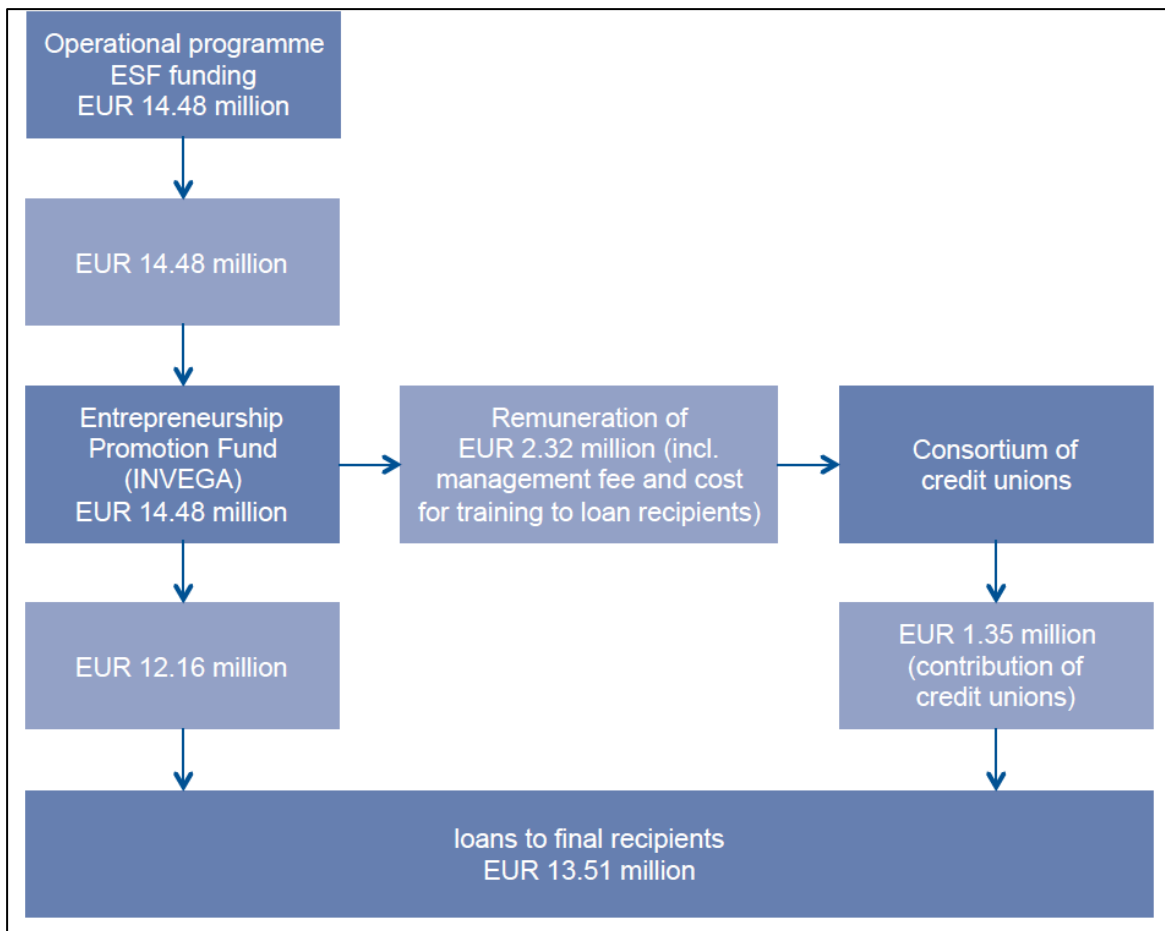 Operational programme
ESF funding
EUR 14.48 million
EUR 14.48 million
Entrepreneurship
Promotion Fund
(INVEGA)
EUR 14.48 million
Remuneration of
EUR 2.32 million (incl.
management fee and cost
for training to loan recipients)
Consortium of
credit unions
EUR 12.16 million
EUR 1.35 million
(contribution of
credit unions)
loans to final recipients
EUR 13.51 million